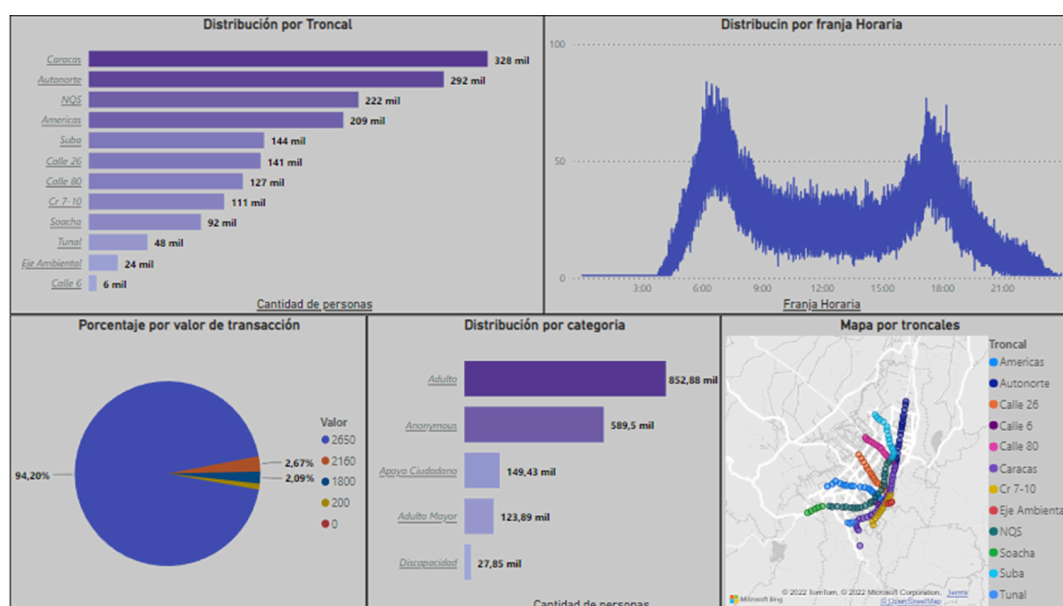 Distribución por Troncal
Caracas 328 mil
Autonorte 292 mil
NQS 222 mil
Americas 209 mil
Suba 144 mil
Calle 26 141 mil
Calle 80 127 mil
Cr 7-10 111 mil
Soacha 92 mil
Tunal 48 mil
Eje Ambiental 24 mil
Calle 6 6 mil
Cantidad de personas
Distribucin por franja Horaria
100
50
0
3:00 6:00 9:00 12:00 15:00 18:00 21:00
Franja Horaria
Porcentaje por valor de transacción
94,20%
2,67%
2,09%
Valor
2650
2160
1800
200
0
Distribución por categoria
Adulto 852,88 mil
Anonymous 589,5 mil
Apoyo Ciudadano 149,43 mil
Adulto Mayor 123,89 mil
Discapacidad 27,85 mil
Cantidad de personas
Mapa por troncales
Troncal
Americas
Autonorte
Calle 26
Calle 6
Calle 80
Caracas
Cr 7-10
Eje Ambienta
NQS
Soacha
Suba
Tunal
© 2022 TomTom, © 2022 Microsoft Corporation, Terms
Microsoft Bing © OpenStreetMap